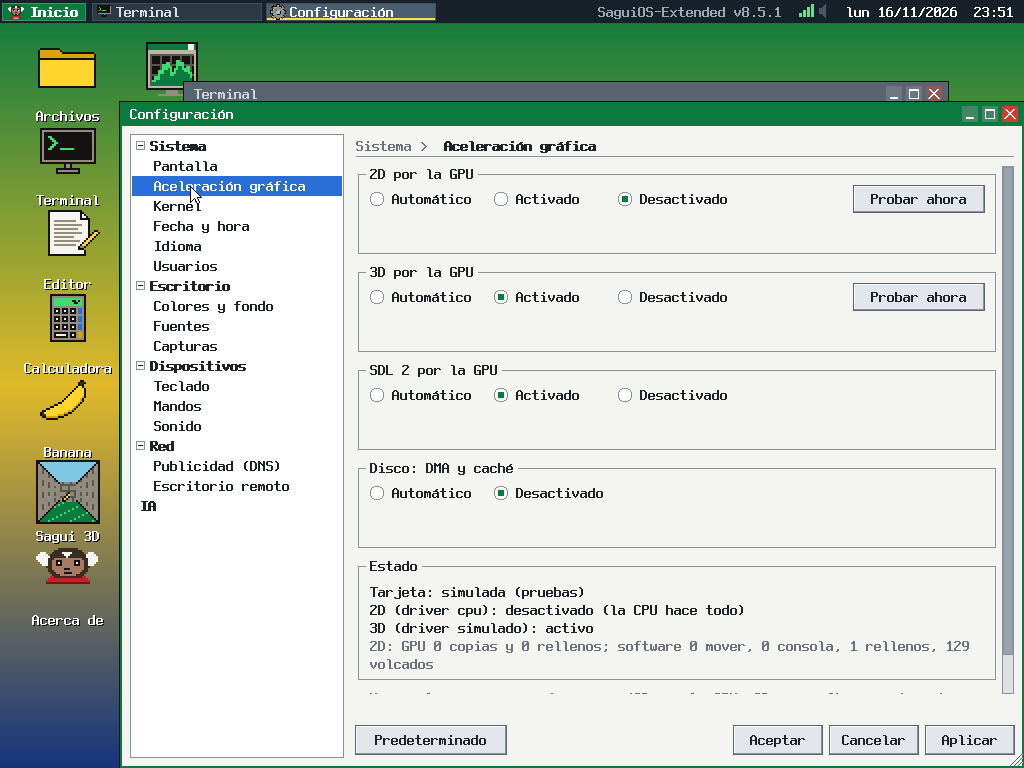 Inicio
Terminal
Configuración
SaguiOS-Extended v8.5.1
lun 16/11/2026
23:51
Archivos
Terminal
Editor
Calculadora
Banana
Sagui 3D
Acerca de
Terminal
Configuración
Sistema
Pantalla
Aceleración gráfica
Kernel
Fecha y hora
Idioma
Usuarios
Escritorio
Colores y fondo
Fuentes
Capturas
Dispositivos
Teclado
Mandos
Sonido
Red
Publicidad (DNS)
Escritorio remoto
IA
Sistema > Aceleración gráfica
2D por la GPU
Automático Activado Desactivado Probar ahora
3D por la GPU
Automático Activado Desactivado Probar ahora
SDL 2 por la GPU
Automático Activado Desactivado
Disco: DMA y caché
Automático Desactivado
Estado
Tarjeta: simulada (pruebas)
2D (driver cpu): desactivado (la CPU hace todo)
3D (driver simulado): activo
2D: GPU 0 copias y 0 rellenos; software 0 mover, 0 consola, 1 rellenos, 129
volcados
Predeterminado Aceptar Cancelar Aplicar